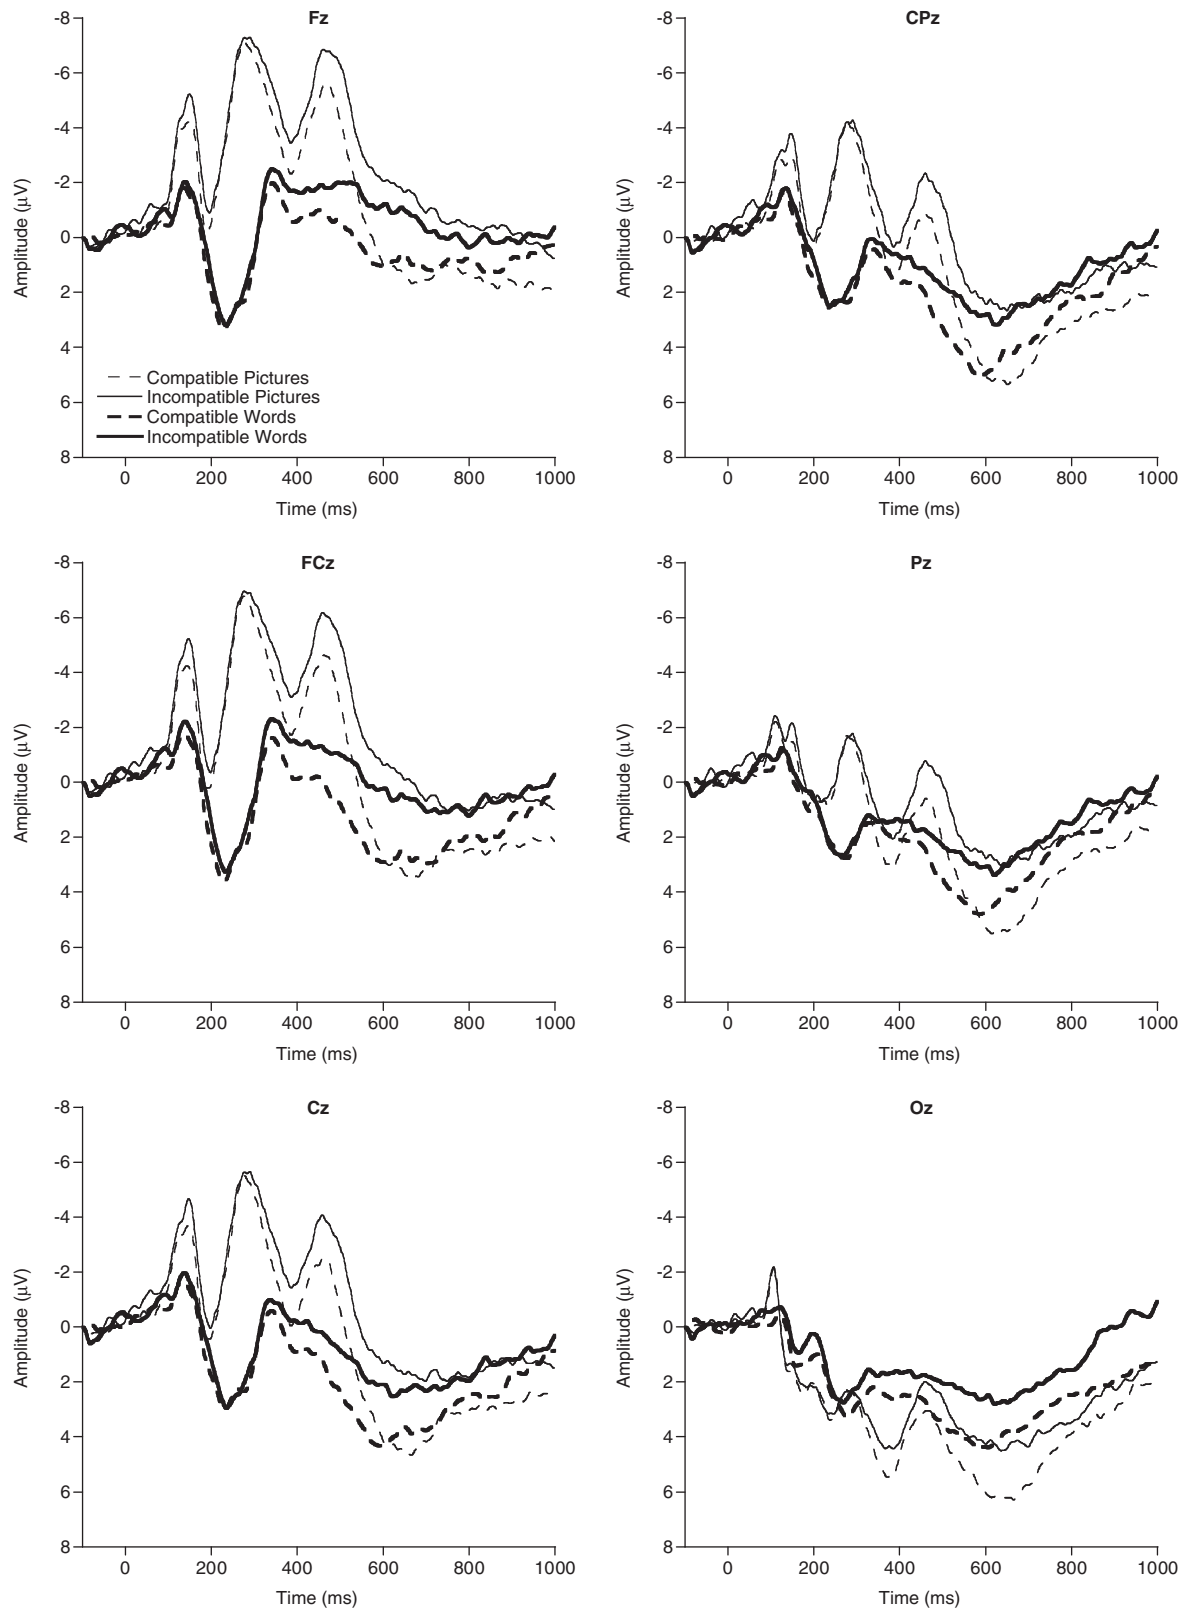 Fz
-8
-6
-4
-2
0
2
4
6
8
Amplitude (μV)
Compatible Pictures
Incompatible Pictures
Compatible Words
Incompatible Words
0 200 400 600 800 1000
Time (ms)
CPz
-8
-6
-4
-2
0
2
4
6
8
Amplitude (μV)
0 200 400 600 800 1000
Time (ms)
FCz
-8
-6
-4
-2
0
2
4
6
8
Amplitude (μV)
0 200 400 600 800 1000
Time (ms)
Pz
-8
-6
-4
-2
0
2
4
6
8
Amplitude (μV)
0 200 400 600 800 1000
Time (ms)
Cz
-8
-6
-4
-2
0
2
4
6
8
Amplitude (μV)
0 200 400 600 800 1000
Time (ms)
Oz
-8
-6
-4
-2
0
2
4
6
8
Amplitude (μV)
0 200 400 600 800 1000
Time (ms)